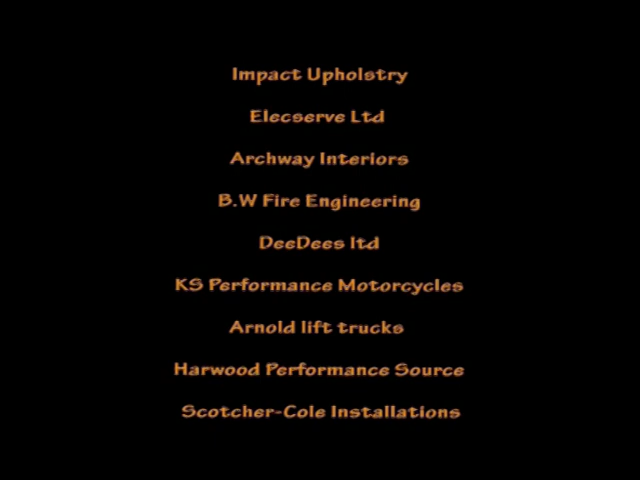 Impact Upholstry
Elecserve Ltd
Archway Interiors
B.W Fire Engineering
DeeDees ltd
KS Performance Motorcycles
Arnold lift trucks
Harwood Performance Source
Scotcher-Cole Installations